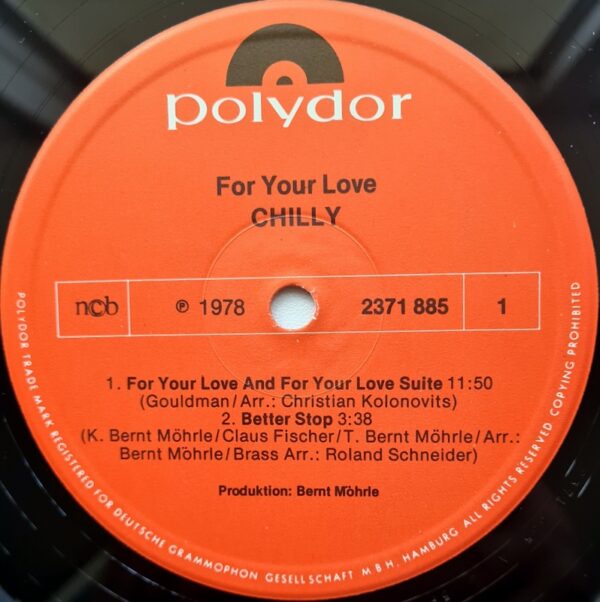 polydor
For Your Love
CHILLY
ncb ℗ 1978 2371 885 1
1. For Your Love And For Your Love Suite 11:50
(Gouldman/Arr.: Christian Kolonovits)
2. Better Stop 3:38
(K. Bernt Möhrle/Claus Fischer/T. Bernt Möhrle/Arr.:
Bernt Möhrle/Brass Arr.: Roland Schneider)
Produktion: Bernt Möhrle
POLYDOR TRADE MARK REGISTERED FOR DEUTSCHE GRAMMOPHON GESELLSCHAFT M B H. HAMBURG ALL RIGHTS RESERVED COPYING PROHIBITED